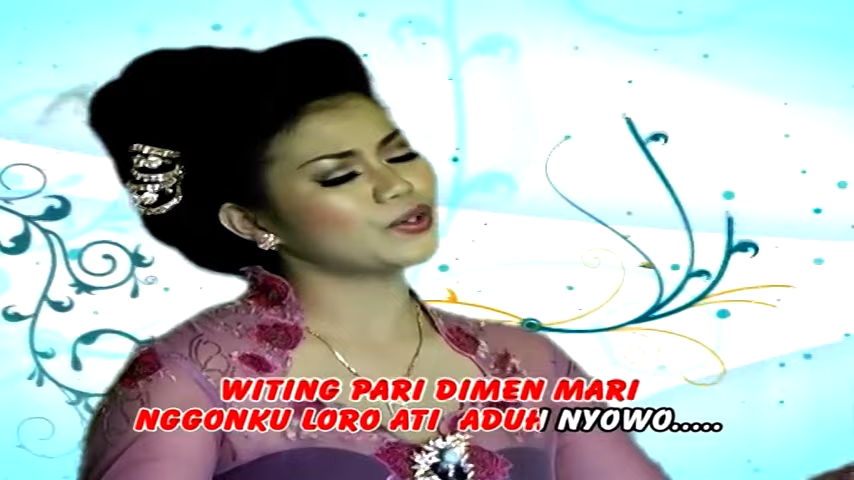 WITING PARI DIMEN MARI
NGGONKU LORO ATI ADUH NYOWO.....